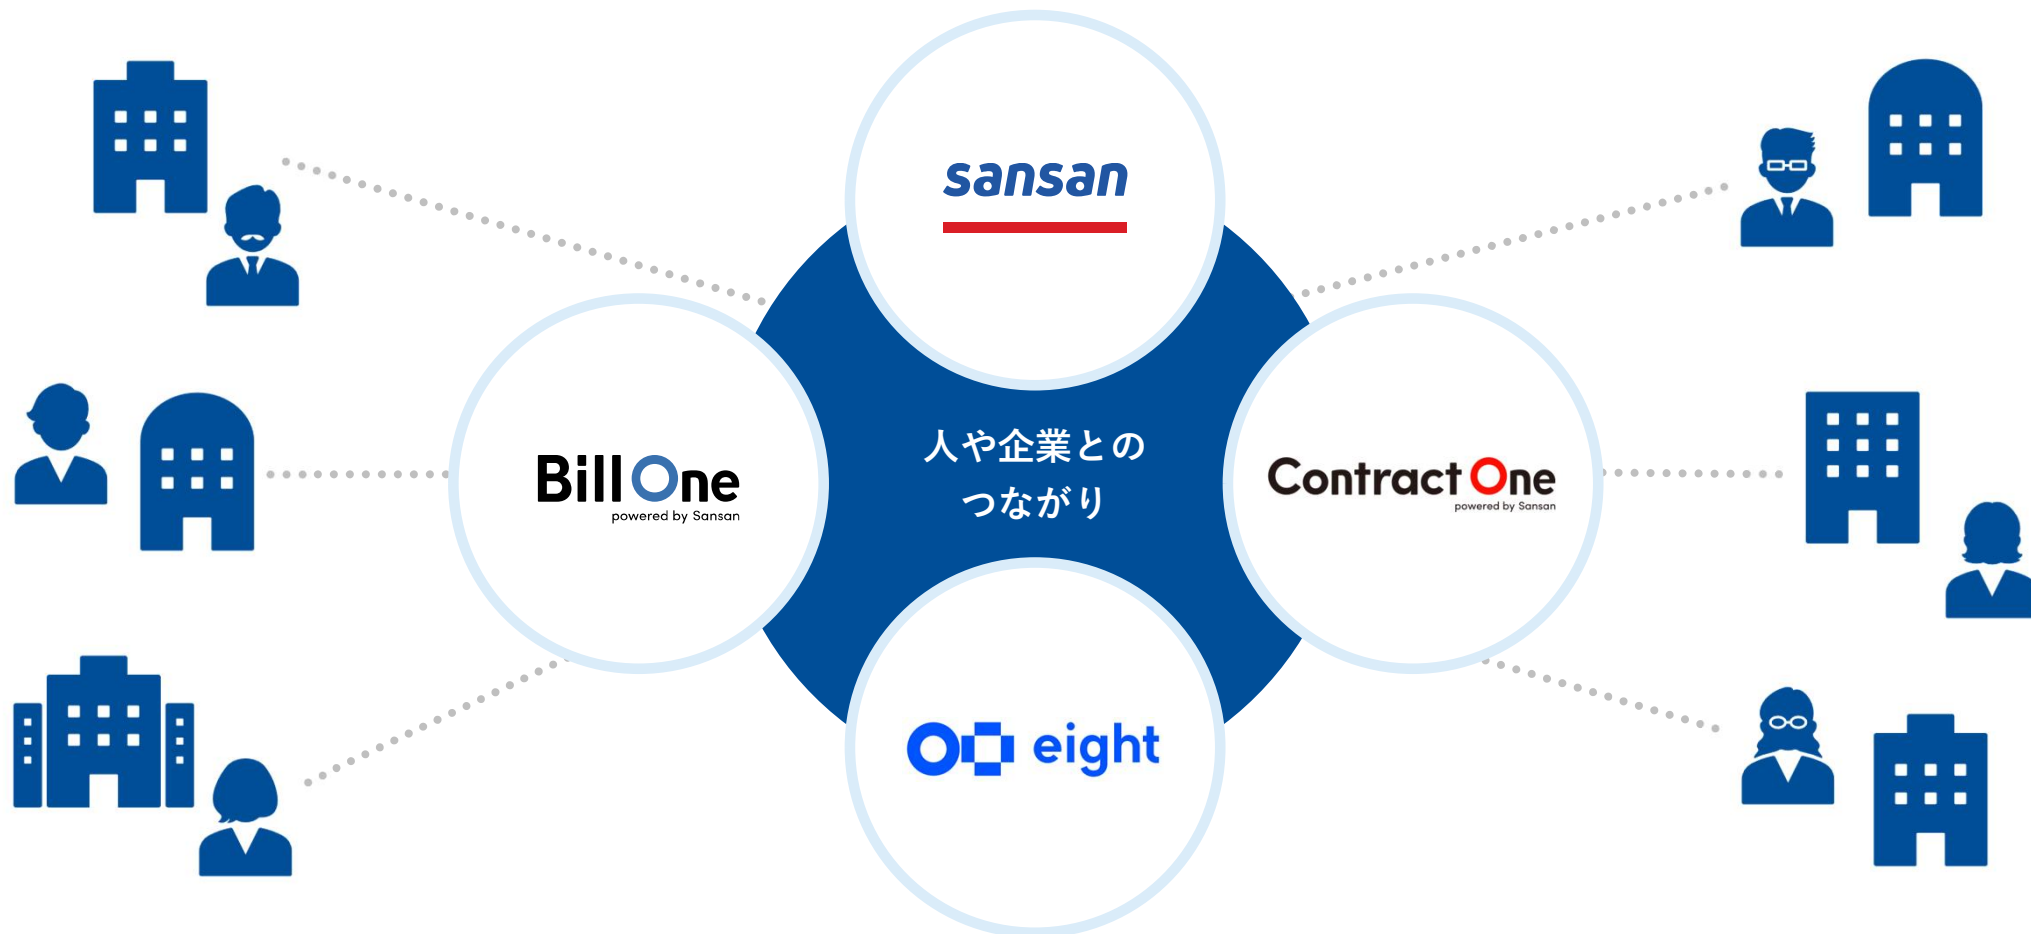 sansan
Bill One
powered by Sansan
人や企業との
つながり
Contract One
powered by Sansan
eight